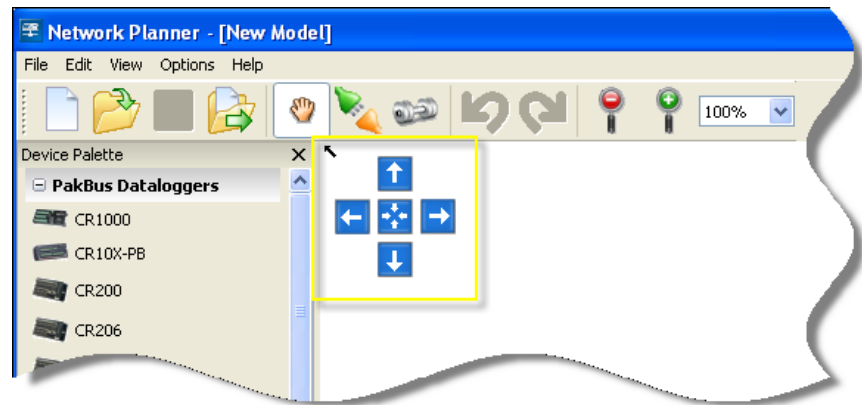 Network Planner - [New Model]
File Edit View Options Help
100%
Device Palette
PakBus Dataloggers
CR1000
CR10X-PB
CR200
CR206